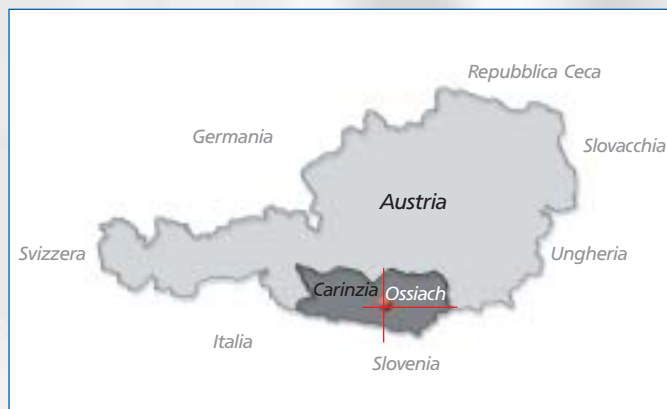 Repubblica Ceca
Germania
Slovacchia
Austria
Svizzera
Ungheria
Carinzia
Ossiach
Italia
Slovenia